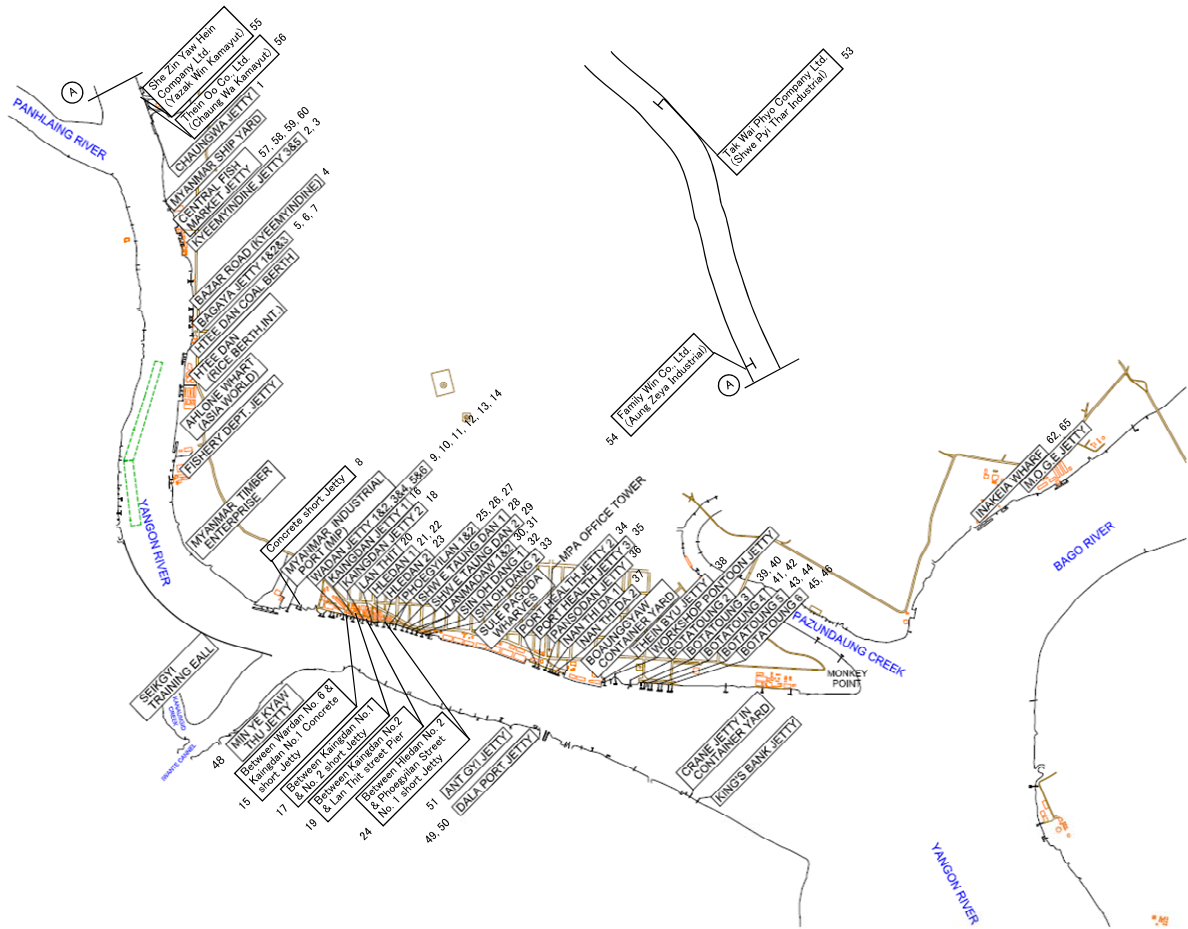 She Zin Yaw Hein
Company Ltd.
(Yazak Win Kamayut)
55
Thein Oo Co., Ltd.
(Chaung Wa Kamayut)
56
A
PANHLAING RIVER
CHAUNGWA JETTY
1
MYANMAR SHIP YARD
CENTRAL FISH
MARKET JETTY
57, 58, 59, 60
KYEEMYINDINE JETTY 3&5
2, 3
BAZAR ROAD (KYEEMYINDINE)
4
BAGAYA JETTY 1&2&3
5, 6, 7
HTEE DAN COAL BERTH
HTEE DAN
(RICE BERTH,INT.)
AHLONE WHART
(ASIA WORLD)
FISHERY DEPT. JETTY
MYANMAR TIMBER
ENTERPRISE
YANGON RIVER
Tak Wai Phyo Company Ltd.
(Shwe Pyi Thar Industrial)
53
Family Win Co., Ltd.
(Aung Zeya Industrial)
54
A
Concrete short Jetty
8
MYANMAR INDUSTRIAL
PORT (MIP)
WADAN JETTY 1&2, 3&4, 5&6
9, 10, 11, 12, 13, 14
KAINGDAN JETTY 1
16
KAINGDAN JETTY 2
18
LAN THIT
20
HLEDAN 1
21, 22
HLEDAN 2
23
PHOEGYILAN 1&2
25, 26, 27
SHWE TAUNG DAN 1
28
SHWE TAUNG DAN 2
29
LANMADAW 1&2
30, 31
SIN OH DANG 1
32
SIN OH DANG 2
33
SULE PAGODA
WHARVES
MPA OFFICE TOWER
PORT HEALTH JETTY 2
34
PORT HEALTH JETTY 3
35
PANSODAN JETTY
36
NAN THI DA 1
NAN THI DA 2
37
BOAUNGYAW
CONTAINER YARD
THEIN BYU JETTY
38
WORKSHOP PONTOON JETTY
BOTATOUNG 2
39, 40
BOTATOUNG 3
41, 42
BOTATOUNG 4
43, 44
BOTATOUNG 5
45, 46
BOTATOUNG 6
PAZUNDAUNG CREEK
MONKEY
POINT
INAKEIA WHARF
62, 65
M.O.G.E JETTY
BAGO RIVER
SEIKGYI
TRAINING EALL
KANAUNGO
CREEK
MIN YE KYAW
THU JETTY
48
Between Wardan No. 6 &
Kaingdan No.1 Concrete
short Jetty
15
Between Kaingdan No.1
& No. 2 short Jetty
17
Between Kaingdan No.2
& Lan Thit street Pier
19
Between Hledan No. 2
& Phoegyilan Street
No. 1 short Jetty
24
ANT GYI JETTY
51
DALA PORT JETTY
49, 50
CRANE JETTY IN
CONTAINER YARD
KING'S BANK JETTY
YANGON RIVER